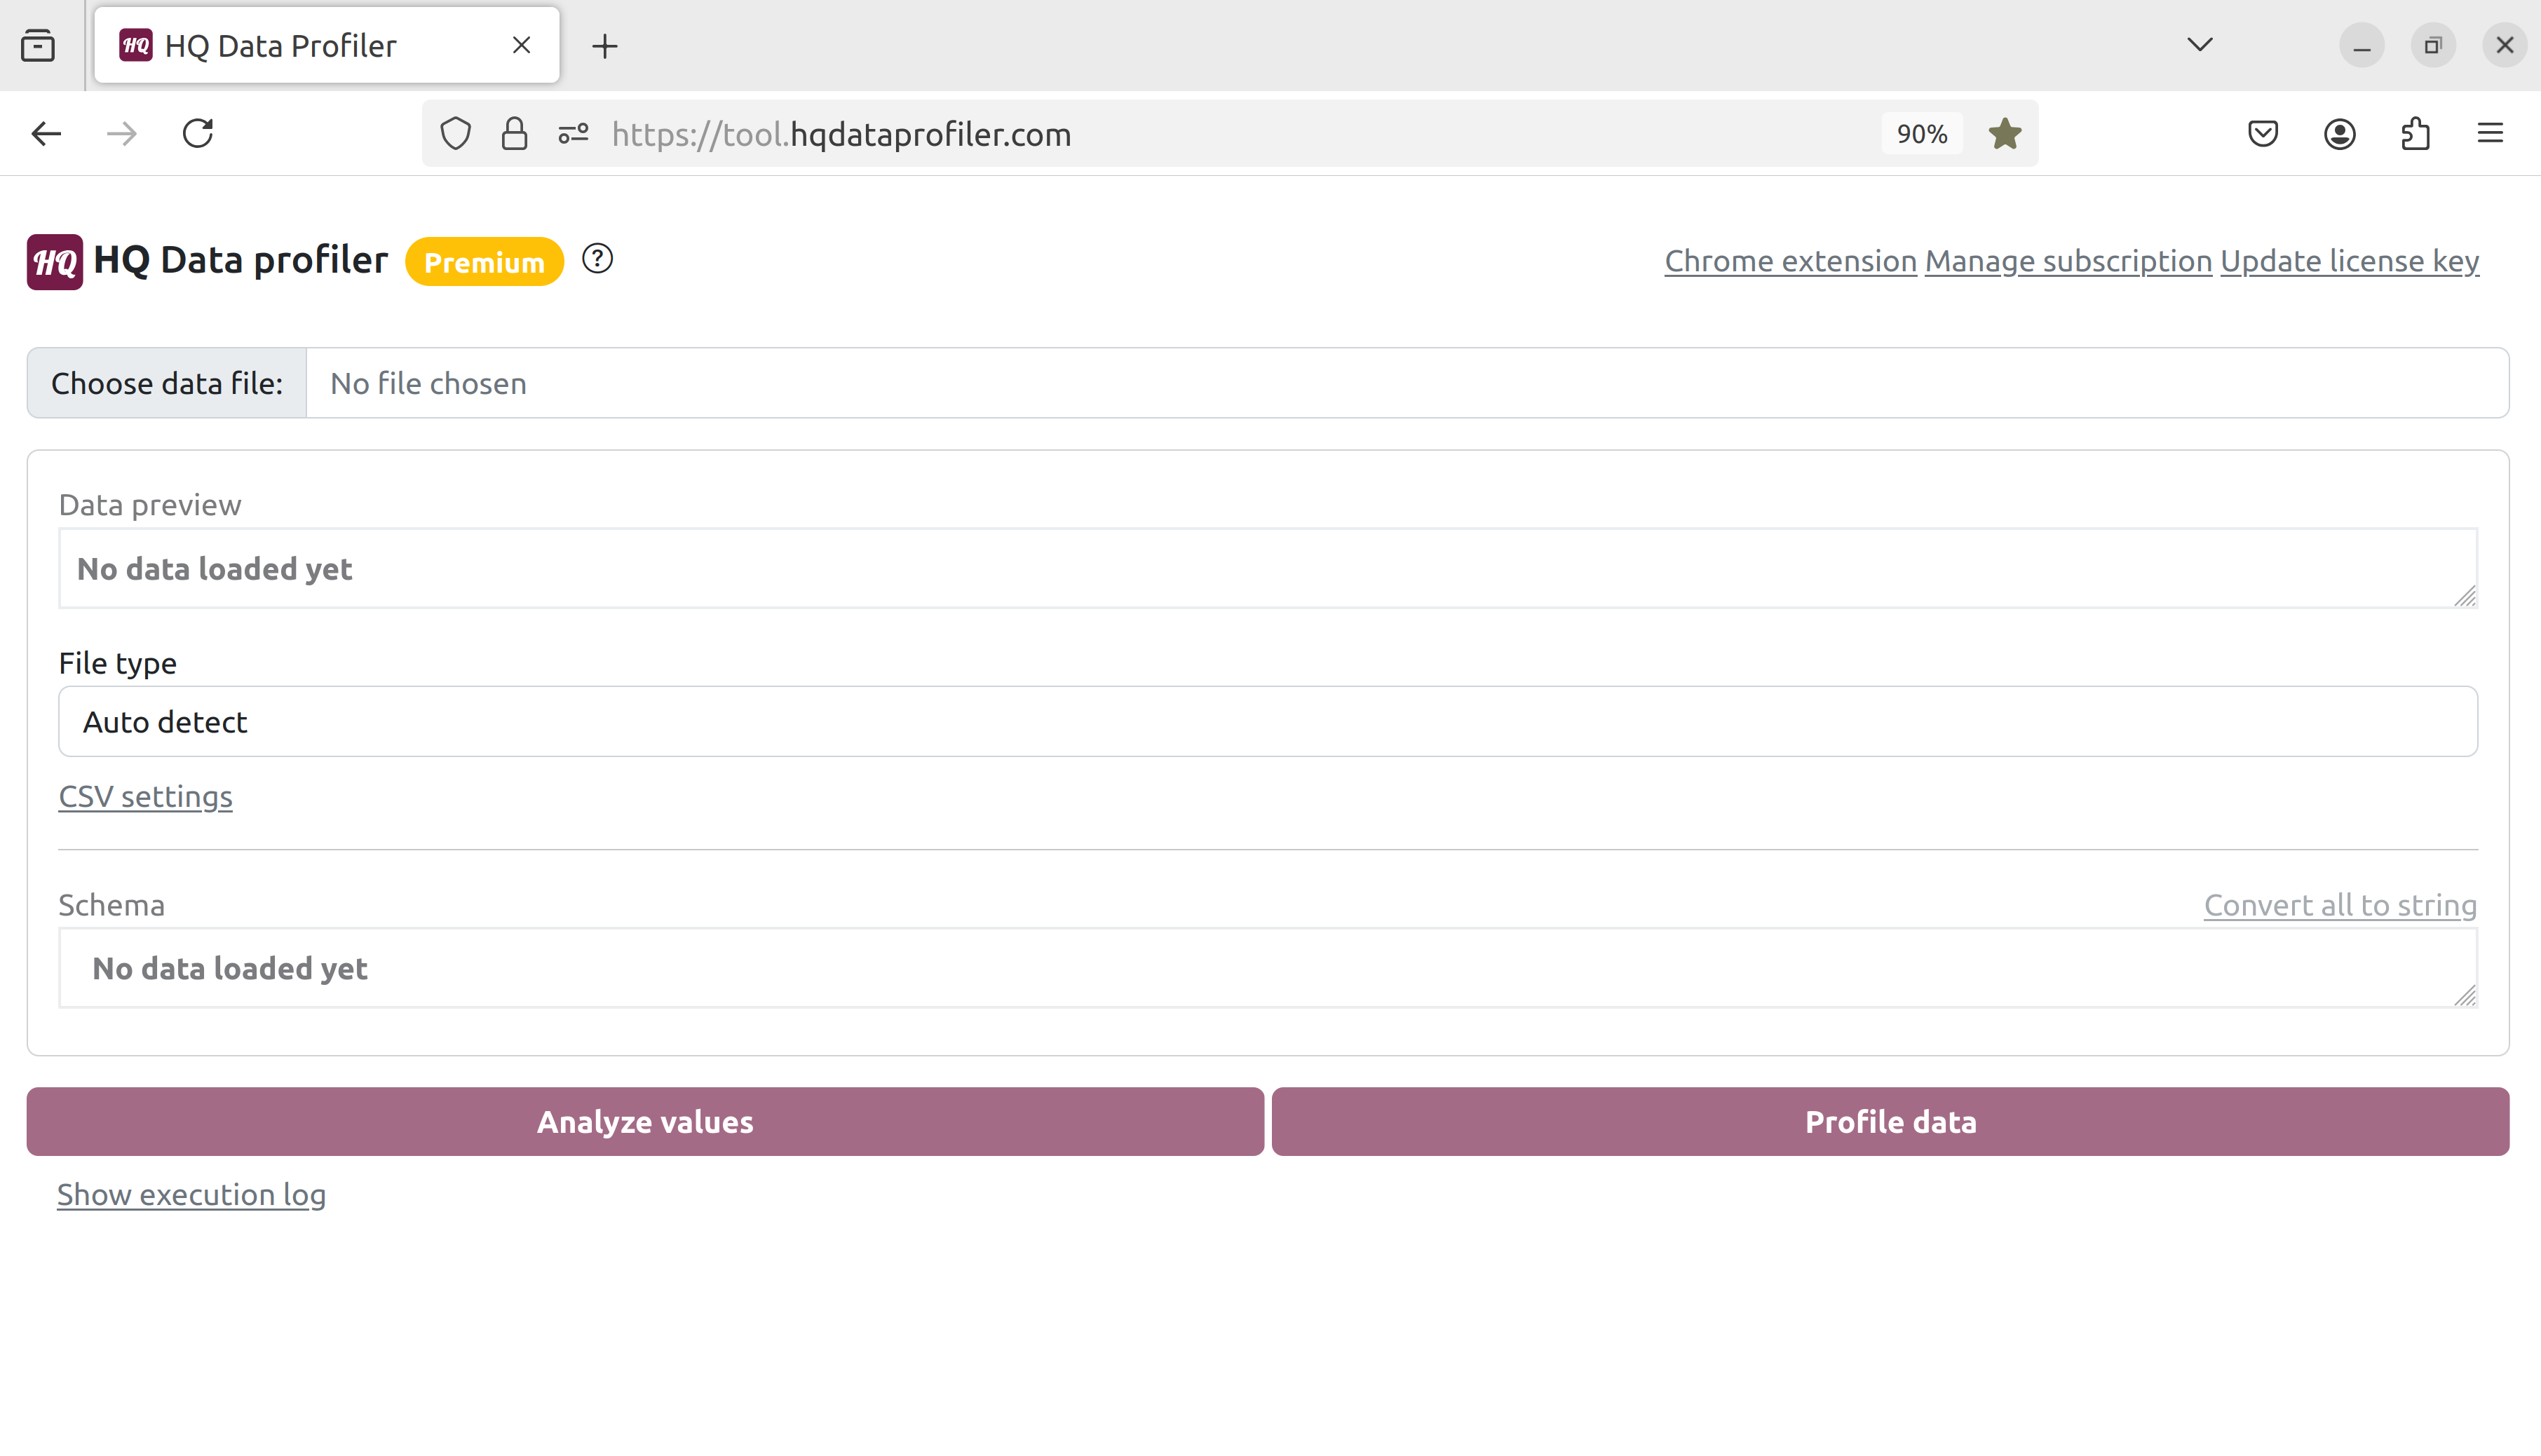 HQ HQ Data Profiler
https://tool.hqdataprofiler.com 90%
HQ HQ Data profiler Premium ? Chrome extension Manage subscription Update license key
Choose data file: No file chosen
Data preview
No data loaded yet
File type
Auto detect
CSV settings
Schema Convert all to string
No data loaded yet
Analyze values Profile data
Show execution log